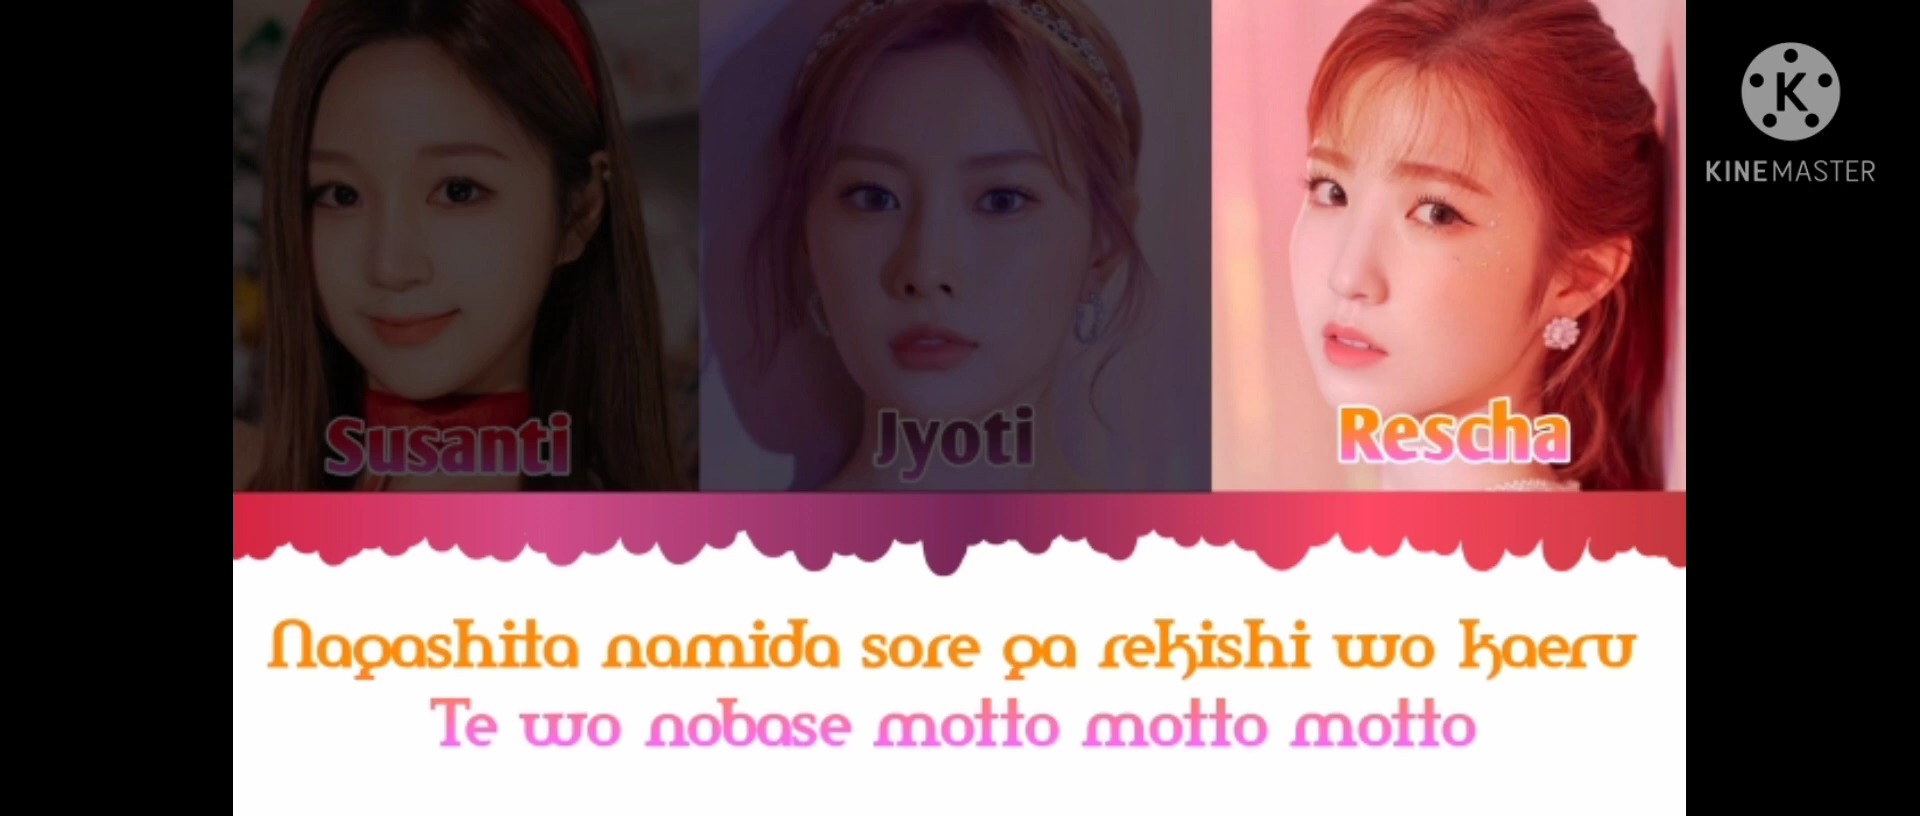 KINEMASTER
Susanti
Jyoti
Rescha
Nagashita namida sore ga rekishi wo kaeru
Te wo nobase motto motto motto